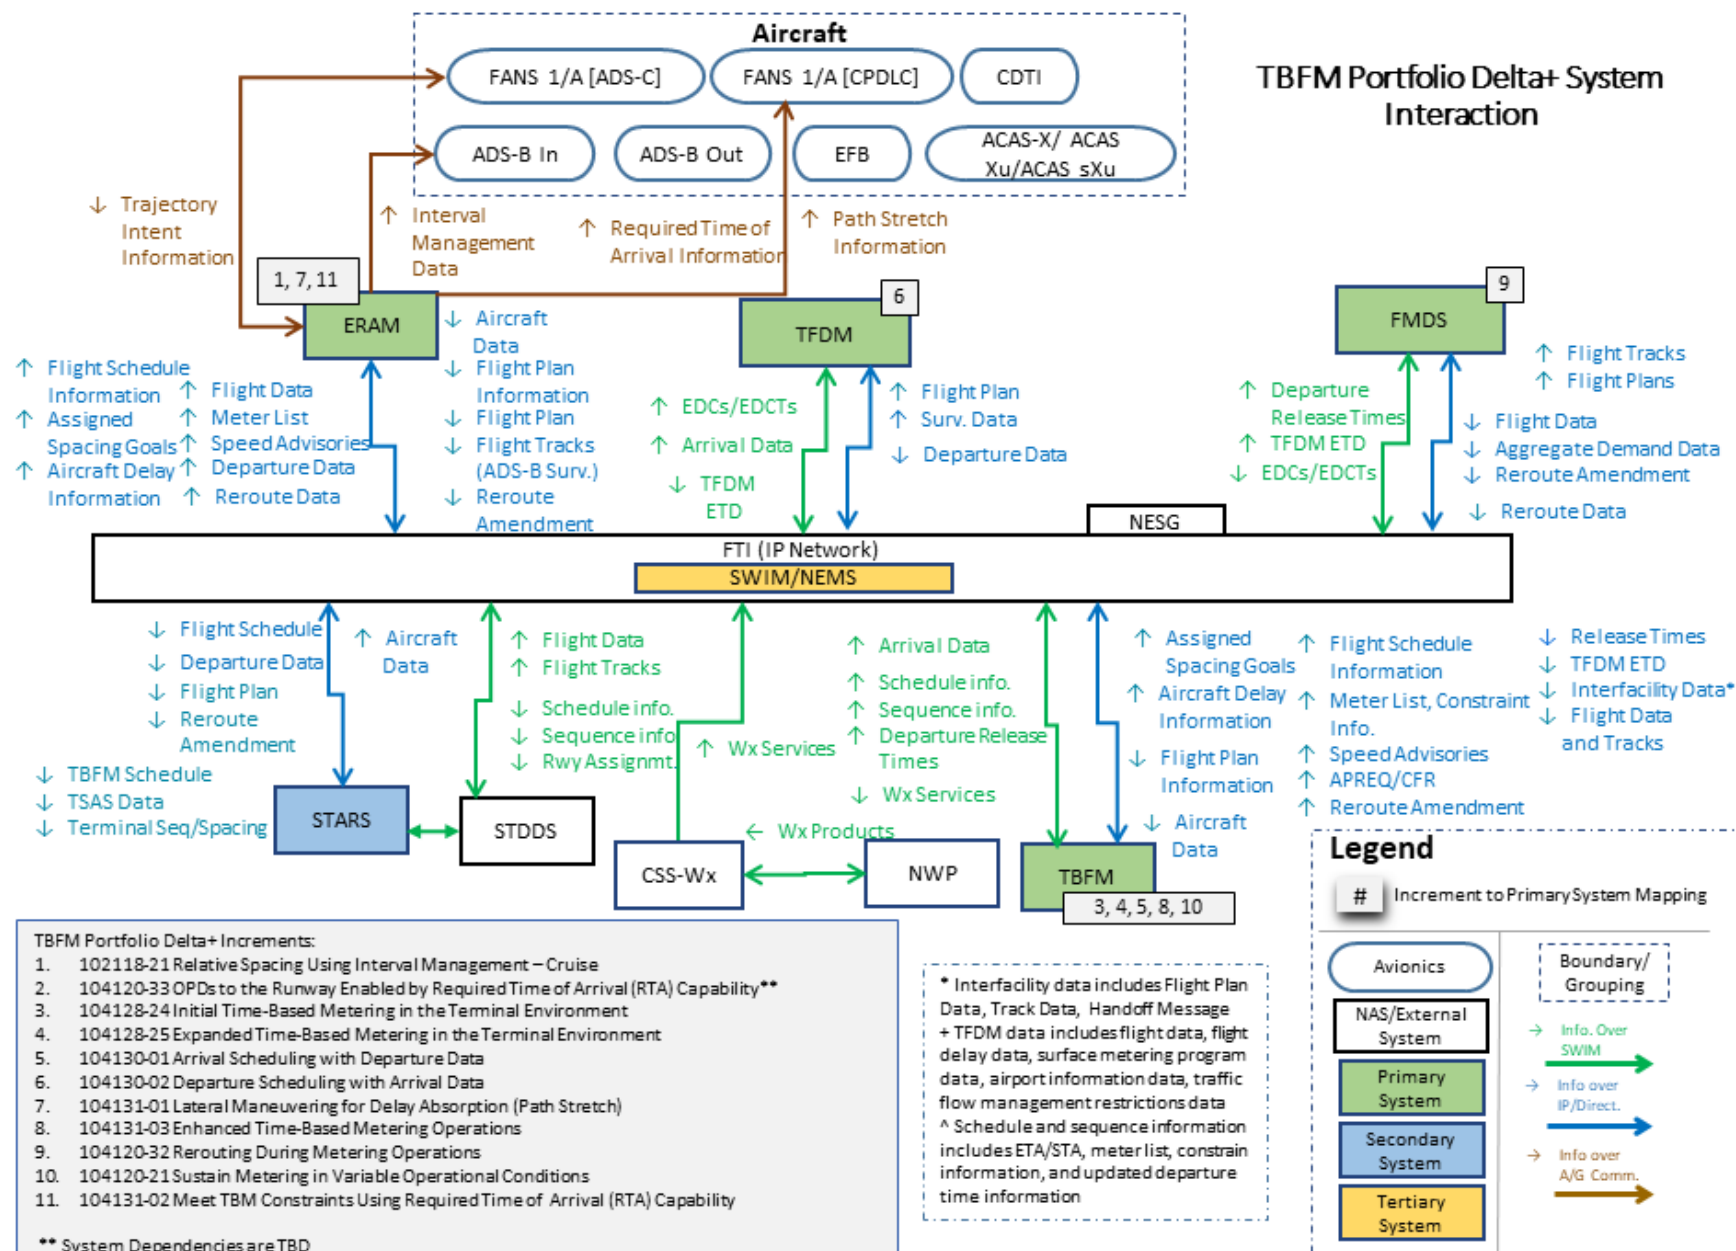 TBFM Portfolio Delta+ System
Interaction
Aircraft
FANS 1/A [ADS-C]
FANS 1/A [CPDLC]
CDTI
ADS-B In
ADS-B Out
EFB
ACAS-X/ ACAS
Xu/ACAS sXu
↓ Trajectory
Intent
Information
↑ Interval
Management
Data
↑ Required Time of
Arrival Information
↑ Path Stretch
Information
1, 7, 11
ERAM
6
TFDM
9
FMDS
↑ Flight Schedule
Information
↑ Assigned
Spacing Goals
↑ Aircraft Delay
Information
↑ Flight Data
↑ Meter List
↑ Speed Advisories
↑ Departure Data
↑ Reroute Data
↓ Aircraft
Data
↓ Flight Plan
Information
↓ Flight Plan
↓ Flight Tracks
(ADS-B Surv.)
↓ Reroute
Amendment
↑ EDCs/EDCTs
↑ Arrival Data
↓ TFDM
ETD
↑ Flight Plan
↑ Surv. Data
↓ Departure Data
↑ Departure
Release Times
↑ TFDM ETD
↓ EDCs/EDCTs
↑ Flight Tracks
↑ Flight Plans
↓ Flight Data
↓ Aggregate Demand Data
↓ Reroute Amendment
↓ Reroute Data
NESG
FTI (IP Network)
SWIM/NEMS
↓ Flight Schedule
↓ Departure Data
↓ Flight Plan
↓ Reroute
Amendment
↑ Aircraft
Data
↑ Flight Data
↑ Flight Tracks
↓ Schedule info.
↓ Sequence info
↓ Rwy Assignmt.
↑ Wx Services
↑ Arrival Data
↑ Schedule info.
↑ Sequence info.
↑ Departure Release
Times
↓ Wx Services
↑ Assigned
Spacing Goals
↑ Aircraft Delay
Information
↓ Flight Plan
Information
↓ Aircraft
Data
↑ Flight Schedule
Information
↑ Meter List, Constraint
Info.
↑ Speed Advisories
↑ APREQ/CFR
↑ Reroute Amendment
↓ Release Times
↓ TFDM ETD
↓ Interfacility Data*
↓ Flight Data
and Tracks
↓ TBFM Schedule
↓ TSAS Data
↓ Terminal Seq/Spacing
STARS
STDDS
← Wx Products
CSS-Wx
NWP
TBFM
3, 4, 5, 8, 10
TBFM Portfolio Delta+ Increments:
1. 102118-21 Relative Spacing Using Interval Management – Cruise
2. 104120-33 OPDs to the Runway Enabled by Required Time of Arrival (RTA) Capability**
3. 104128-24 Initial Time-Based Metering in the Terminal Environment
4. 104128-25 Expanded Time-Based Metering in the Terminal Environment
5. 104130-01 Arrival Scheduling with Departure Data
6. 104130-02 Departure Scheduling with Arrival Data
7. 104131-01 Lateral Maneuvering for Delay Absorption (Path Stretch)
8. 104131-03 Enhanced Time-Based Metering Operations
9. 104120-32 Rerouting During Metering Operations
10. 104120-21 Sustain Metering in Variable Operational Conditions
11. 104131-02 Meet TBM Constraints Using Required Time of Arrival (RTA) Capability
** System Dependencies are TBD
* Interfacility data includes Flight Plan
Data, Track Data, Handoff Message
+ TFDM data includes flight data, flight
delay data, surface metering program
data, airport information data, traffic
flow management restrictions data
^ Schedule and sequence information
includes ETA/STA, meter list, constrain
information, and updated departure
time information
Legend
# Increment to Primary System Mapping
Avionics
NAS/External
System
Primary
System
Secondary
System
Tertiary
System
Boundary/
Grouping
→ Info. Over
SWIM
→ Info over
IP/Direct.
→ Info over
A/G Comm.